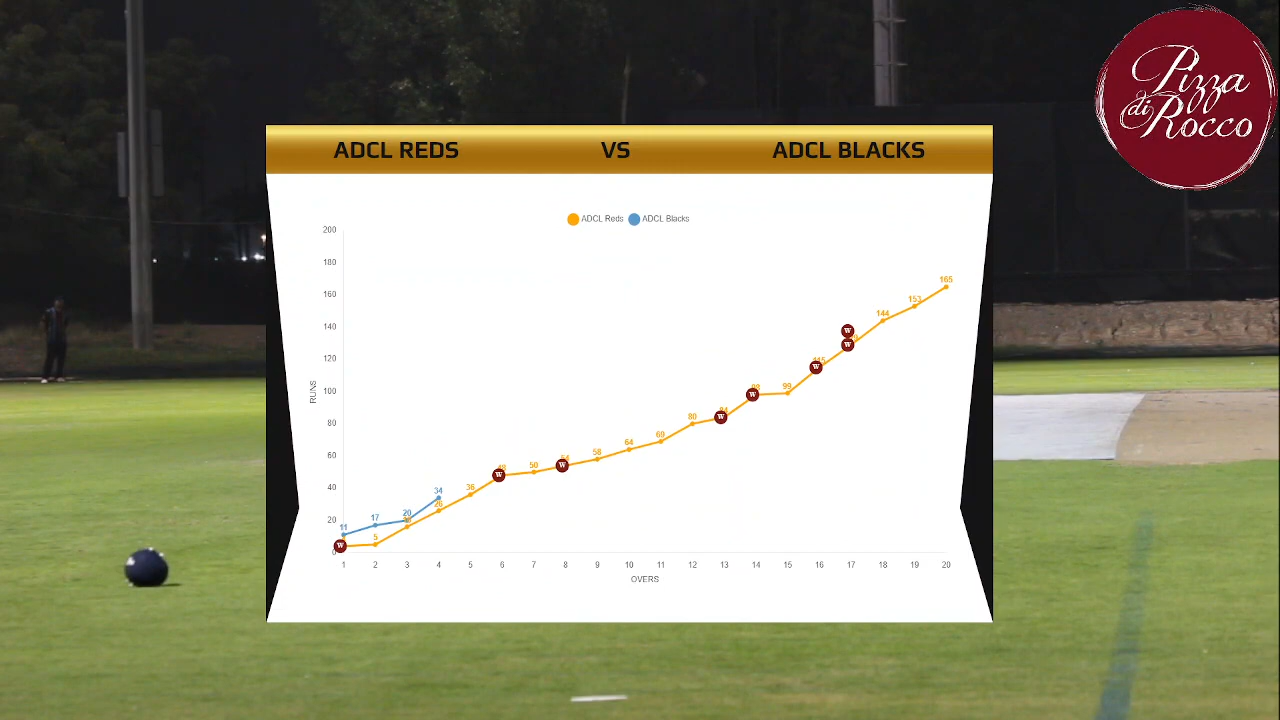 Pizza
di Rocco
ADCL REDS VS ADCL BLACKS
ADCL Reds ADCL Blacks
200
180
160
140
120
100
80
60
40
20
0
RUNS
165
153
144
115
99
98
84
80
69
64
58
54
50
48
36
34
26
20
17
11
5
W
W
W
W
W
W
W
W
1 2 3 4 5 6 7 8 9 10 11 12 13 14 15 16 17 18 19 20
OVERS